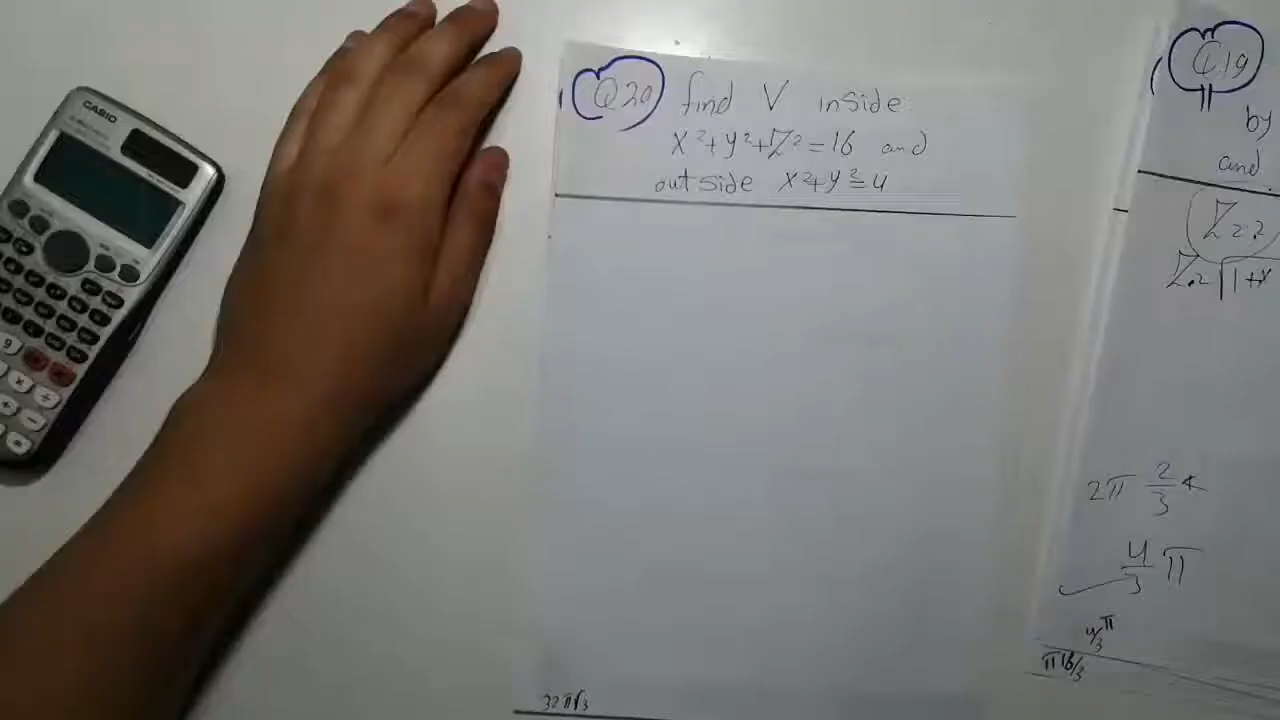 CASIO
Q20 find V inside
x²+y²+z²=16 and
outside x²+y²=4
32π√3
Q19
by
and
Z=2
2π 2/3
4/3 π
4/3 π
π16/3